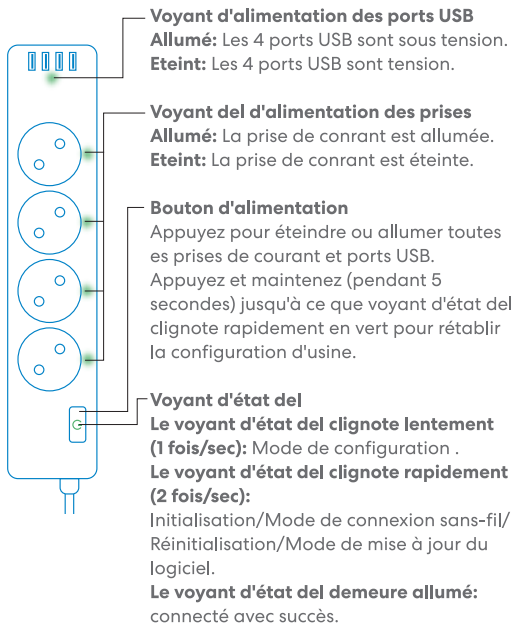 Voyant d'alimentation des ports USB
Allumé: Les 4 ports USB sont sous tension.
Eteint: Les 4 ports USB sont tension.
Voyant del d'alimentation des prises
Allumé: La prise de conrant est allumée.
Eteint: La prise de conrant est éteinte.
Bouton d'alimentation
Appuyez pour éteindre ou allumer toutes
es prises de courant et ports USB.
Appuyez et maintenez (pendant 5
secondes) jusqu'à ce que voyant d'état del
clignote rapidement en vert pour rétablir
la configuration d'usine.
Voyant d'état del
Le voyant d'état del clignote lentement
(1 fois/sec): Mode de configuration .
Le voyant d'état del clignote rapidement
(2 fois/sec):
Initialisation/Mode de connexion sans-fil/
Réinitialisation/Mode de mise à jour du
logiciel.
Le voyant d'état del demeure allumé:
connecté avec succès.